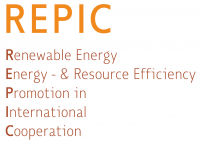 REPIC
Renewable Energy
Energy - & Resource Efficiency
Promotion in
International
Cooperation